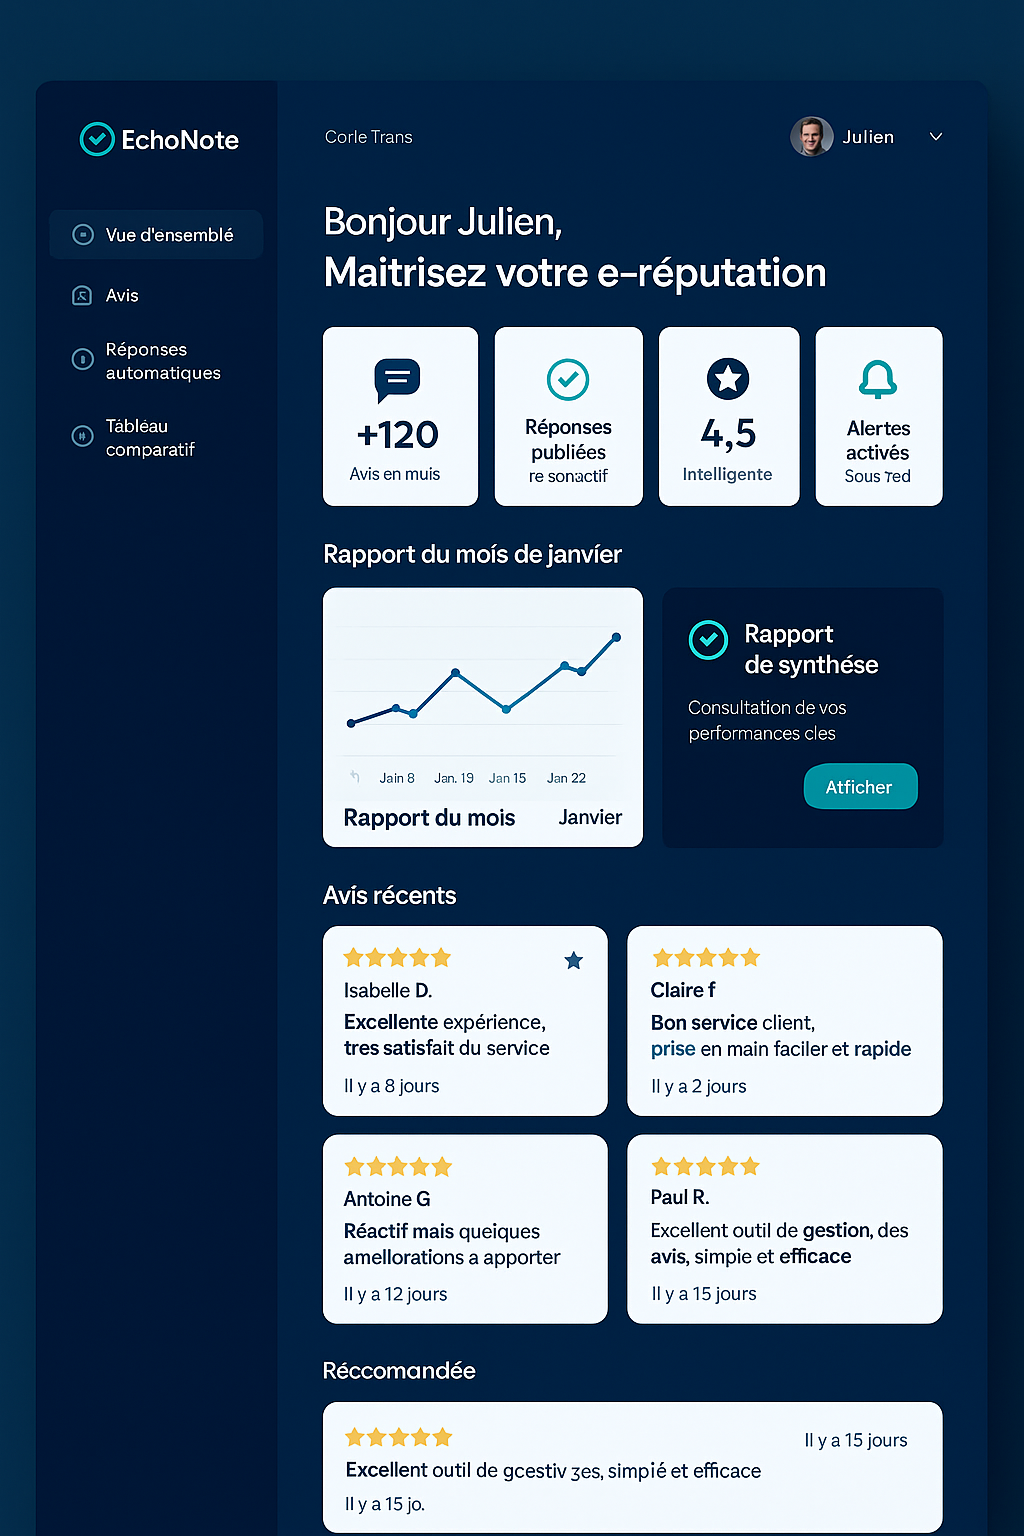 EchoNote
Corle Trans
Julien
Vue d'ensemblé
Avis
Réponses
automatiques
Tábleau
comparatif
Bonjour Julien,
Maitrisez votre e-réputation
+120
Avis en muis
Réponses
publiées
re sonactif
4,5
Intelligente
Alertes
activés
Sous red
Rapport du moís de janvíer
Jain 8
Jan. 19
Jan 15
Jan 22
Rapport du mois
Janvier
Rapport
de synthése
Consultation de vos
performances cles
Atficher
Avís récents
Isabelle D.
Excellente expérience,
tres satisfait du service
Il y a 8 jours
Claire f
Bon service client,
prise en main faciler et rapide
Il y a 2 jours
Antoine G
Réactif mais queiques
amellorations a apporter
Il y a 12 jours
Paul R.
Excellent outil de gestion, des
avis, simpie et efficace
Il y a 15 jours
Réccomandée
Il y a 15 jours
Excellent outil de gcestiv ʒes, simpié et efficace
Il y a 15 jo.